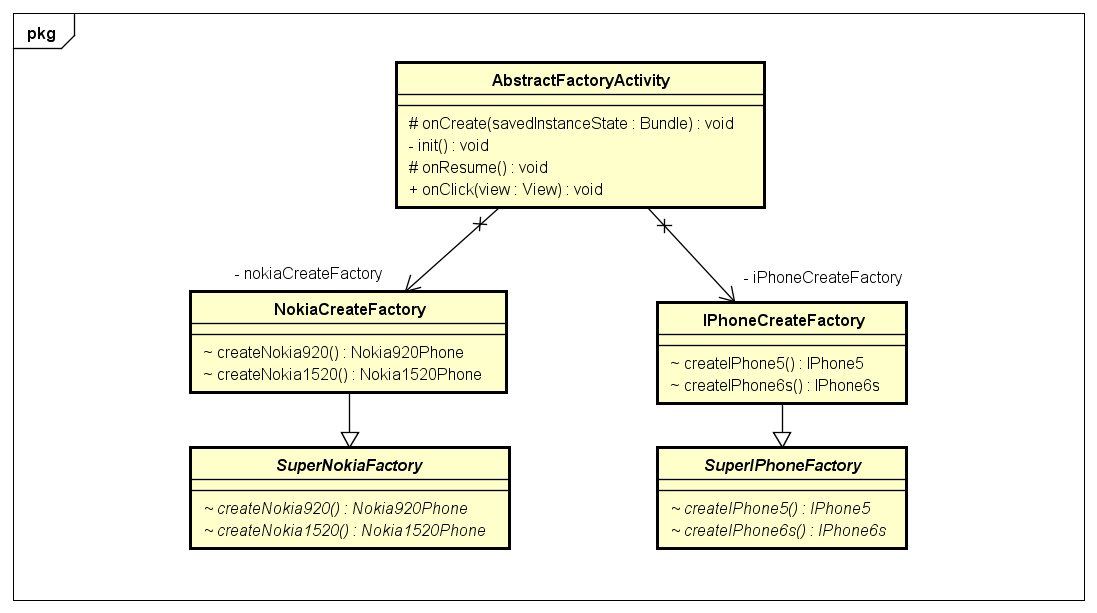 pkg
AbstractFactoryActivity
# onCreate(savedInstanceState : Bundle) : void
- init() : void
# onResume() : void
+ onClick(view : View) : void
- nokiaCreateFactory
- iPhoneCreateFactory
NokiaCreateFactory
~ createNokia920() : Nokia920Phone
~ createNokia1520() : Nokia1520Phone
IPhoneCreateFactory
~ createIPhone5() : IPhone5
~ createIPhone6s() : IPhone6s
SuperNokiaFactory
~ createNokia920() : Nokia920Phone
~ createNokia1520() : Nokia1520Phone
SuperIPhoneFactory
~ createIPhone5() : IPhone5
~ createIPhone6s() : IPhone6s